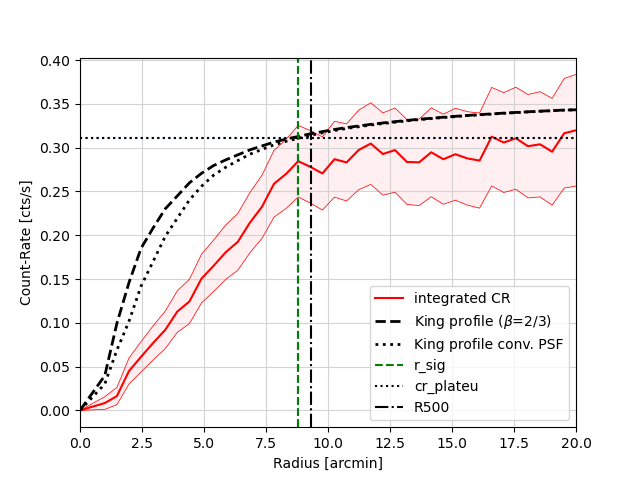 0.40
0.35
0.30
0.25
0.20
0.15
0.10
0.05
0.00
Count-Rate [cts/s]
integrated CR
King profile (β=2/3)
King profile conv. PSF
r_sig
cr_plateu
R500
0.0 2.5 5.0 7.5 10.0 12.5 15.0 17.5 20.0
Radius [arcmin]